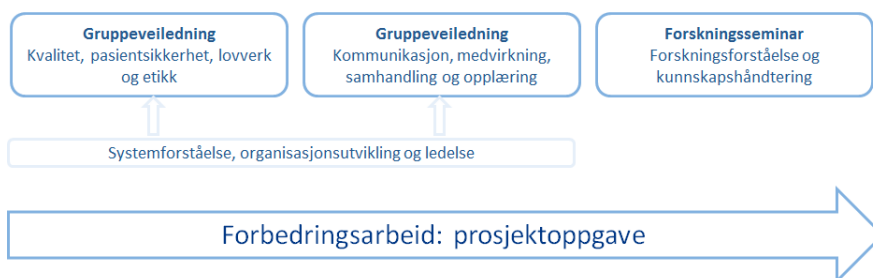 Gruppeveiledning
Kvalitet, pasientsikkerhet, lovverk
og etikk
Gruppeveiledning
Kommunikasjon, medvirkning,
samhandling og opplæring
Forskningsseminar
Forskningsforståelse og
kunnskapshåndtering
Systemforståelse, organisasjonsutvikling og ledelse
Forbedringsarbeid: prosjektoppgave